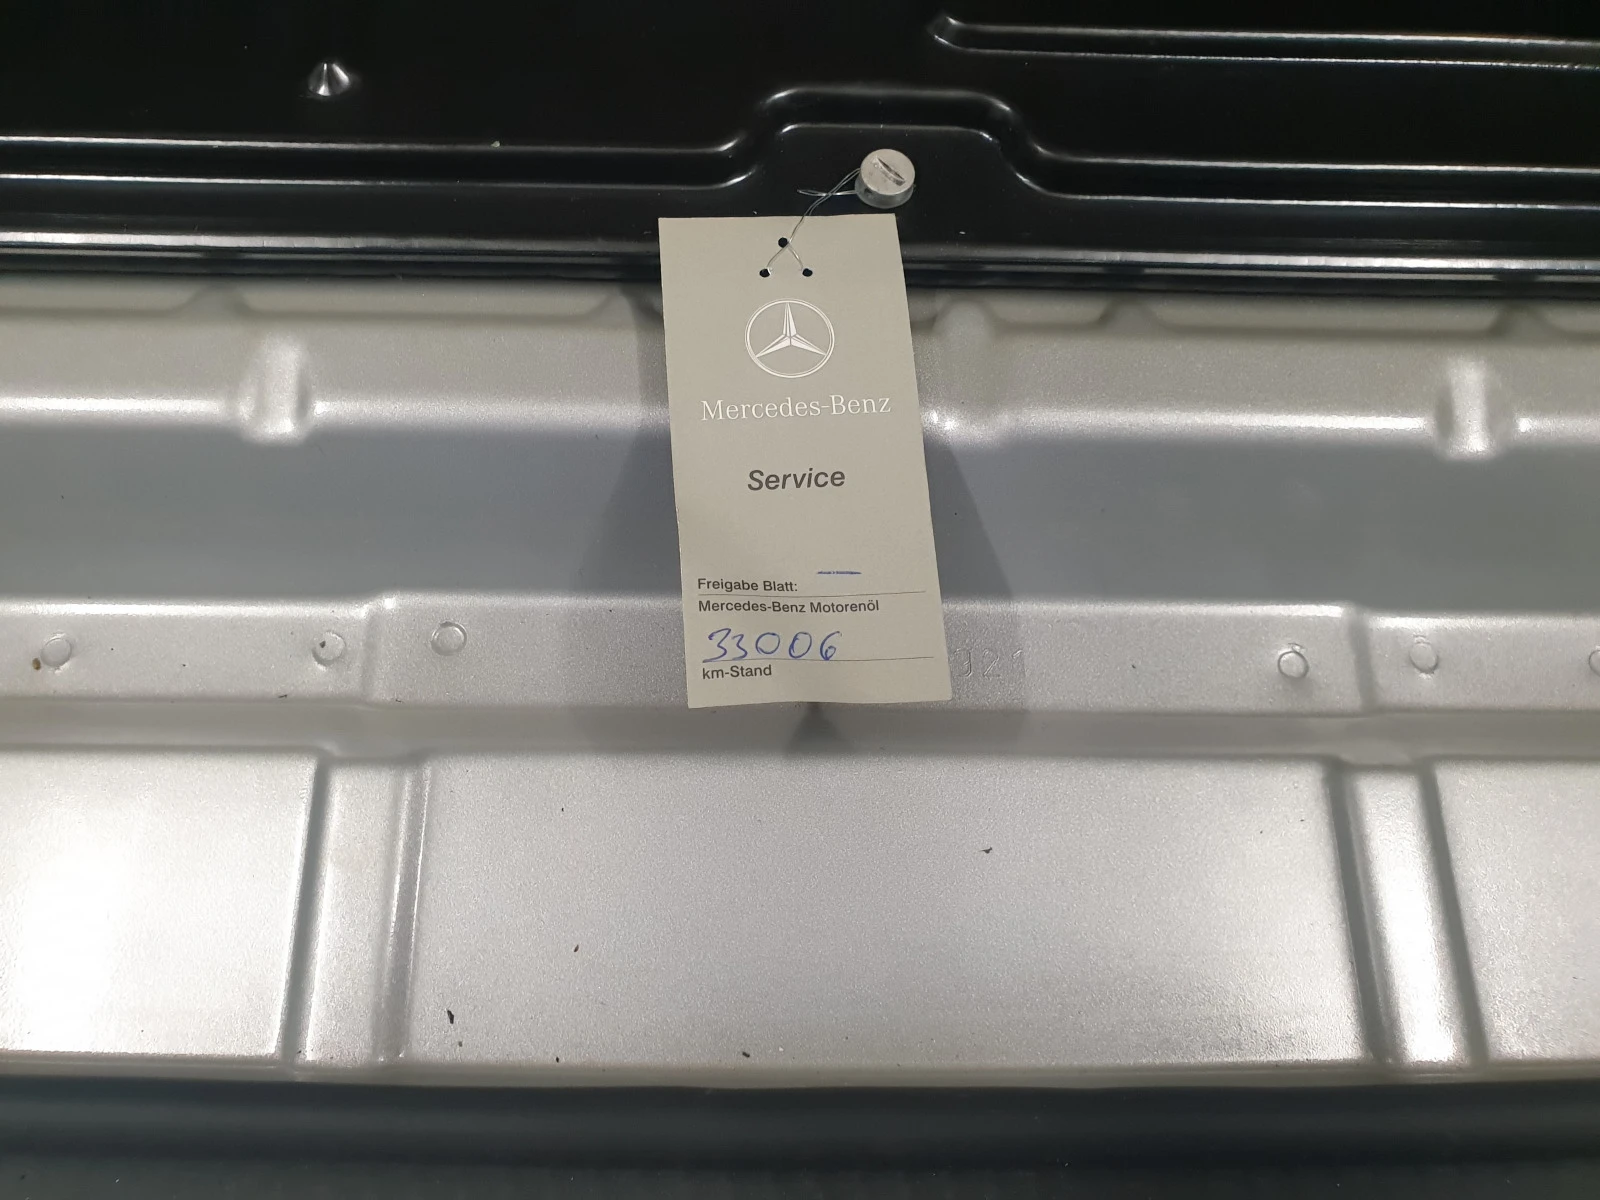 Mercedes-Benz
Service
Freigabe Blatt: —
Mercedes-Benz Motorenöl
33006
km-Stand